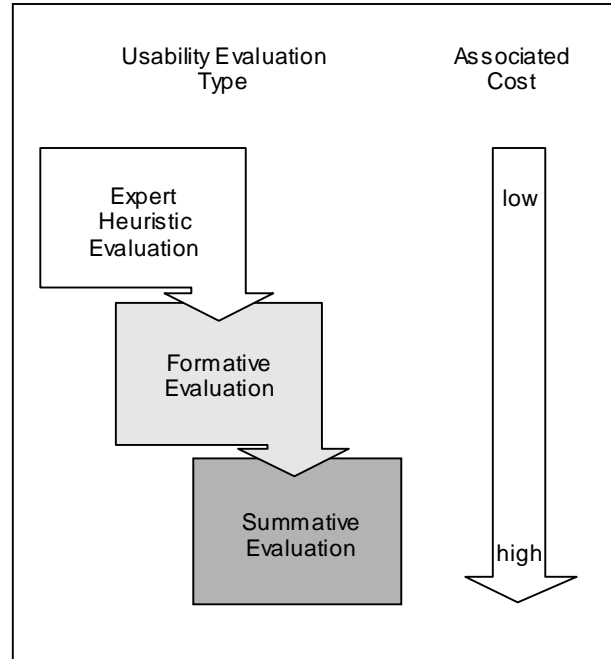 Usability Evaluation
Type
Associated
Cost
Expert
Heuristic
Evaluation
low
Formative
Evaluation
Summative
Evaluation
high